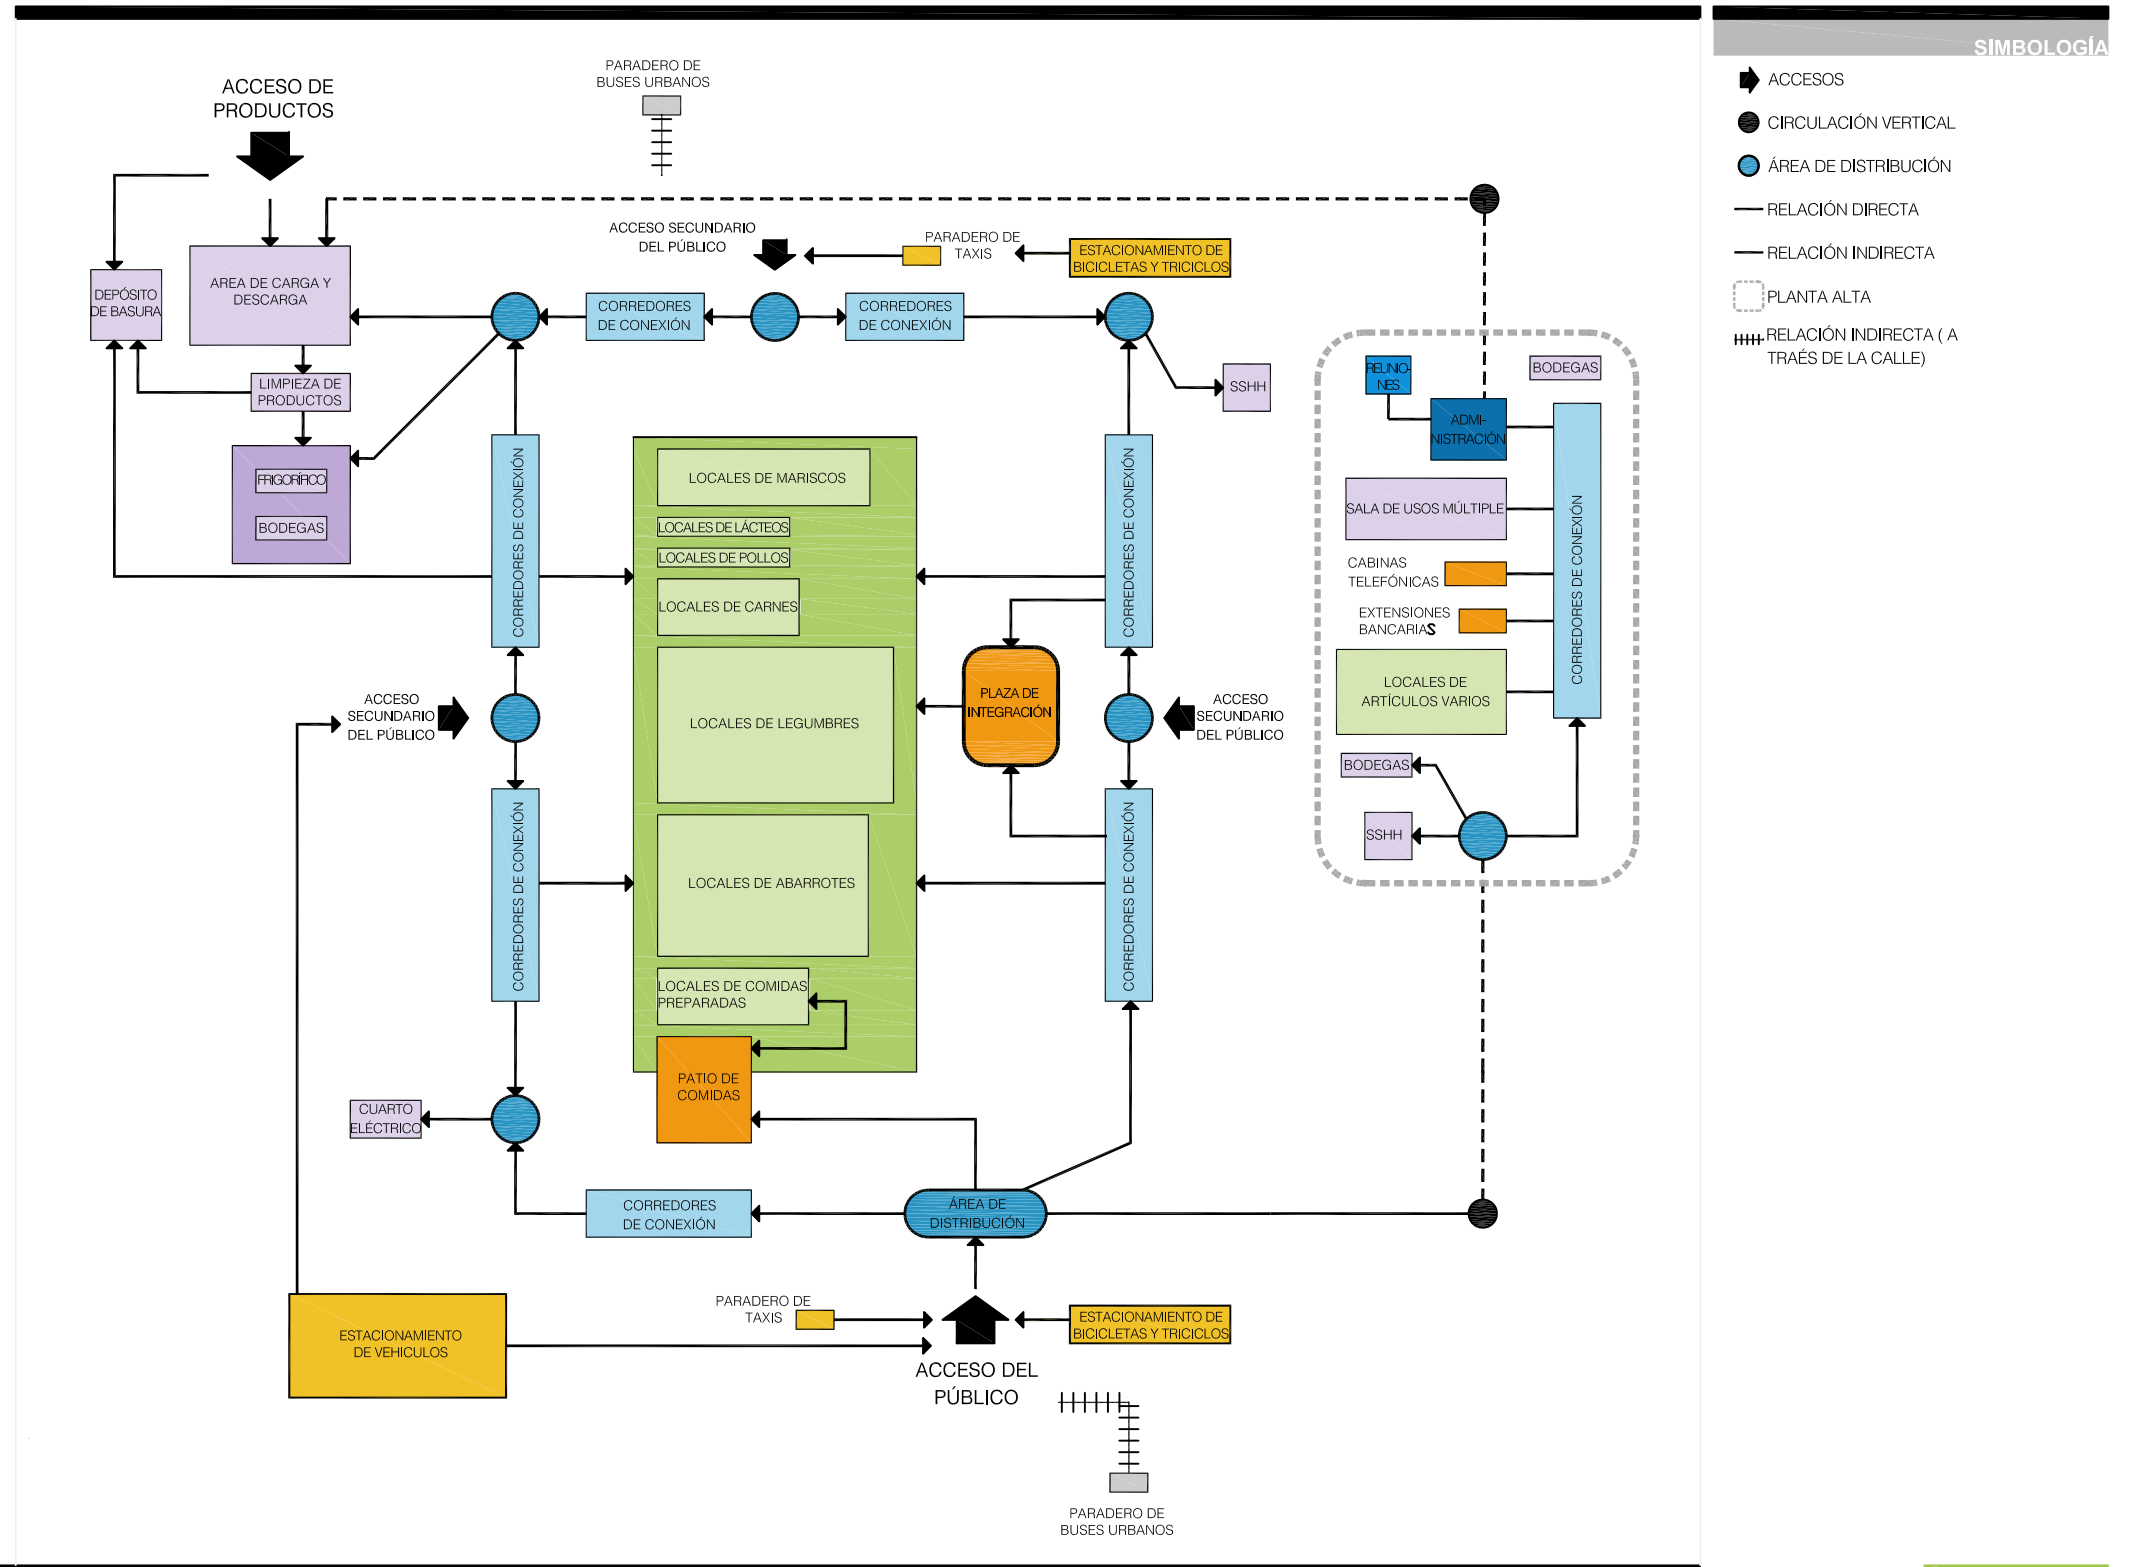 SIMBOLOGÍA
ACCESOS
CIRCULACIÓN VERTICAL
ÁREA DE DISTRIBUCIÓN
RELACIÓN DIRECTA
RELACIÓN INDIRECTA
PLANTA ALTA
RELACIÓN INDIRECTA ( A
TRAÉS DE LA CALLE)
ACCESO DE
PRODUCTOS
PARADERO DE
BUSES URBANOS
ACCESO SECUNDARIO
DEL PÚBLICO
PARADERO DE
TAXIS
ESTACIONAMIENTO DE
BICICLETAS Y TRICICLOS
DEPÓSITO
DE BASURA
AREA DE CARGA Y
DESCARGA
CORREDORES
DE CONEXIÓN
CORREDORES
DE CONEXIÓN
LIMPIEZA DE
PRODUCTOS
SSHH
FRIGORÍFICO
BODEGAS
CORREDORES DE CONEXIÓN
LOCALES DE MARISCOS
LOCALES DE LÁCTEOS
LOCALES DE POLLOS
LOCALES DE CARNES
LOCALES DE LEGUMBRES
LOCALES DE ABARROTES
LOCALES DE COMIDAS
PREPARADAS
PATIO DE
COMIDAS
CORREDORES DE CONEXIÓN
PLAZA DE
INTEGRACIÓN
ACCESO
SECUNDARIO
DEL PÚBLICO
ACCESO
SECUNDARIO
DEL PÚBLICO
CORREDORES DE CONEXIÓN
CORREDORES DE CONEXIÓN
REUNIO-
NES
BODEGAS
ADMI-
NISTRACIÓN
SALA DE USOS MÚLTIPLE
CABINAS
TELEFÓNICAS
EXTENSIONES
BANCARIAS
LOCALES DE
ARTÍCULOS VARIOS
CORREDORES DE CONEXIÓN
BODEGAS
SSHH
CUARTO
ELÉCTRICO
CORREDORES
DE CONEXIÓN
ÁREA DE
DISTRIBUCIÓN
ESTACIONAMIENTO
DE VEHICULOS
PARADERO DE
TAXIS
ESTACIONAMIENTO DE
BICICLETAS Y TRICICLOS
ACCESO DEL
PÚBLICO
PARADERO DE
BUSES URBANOS